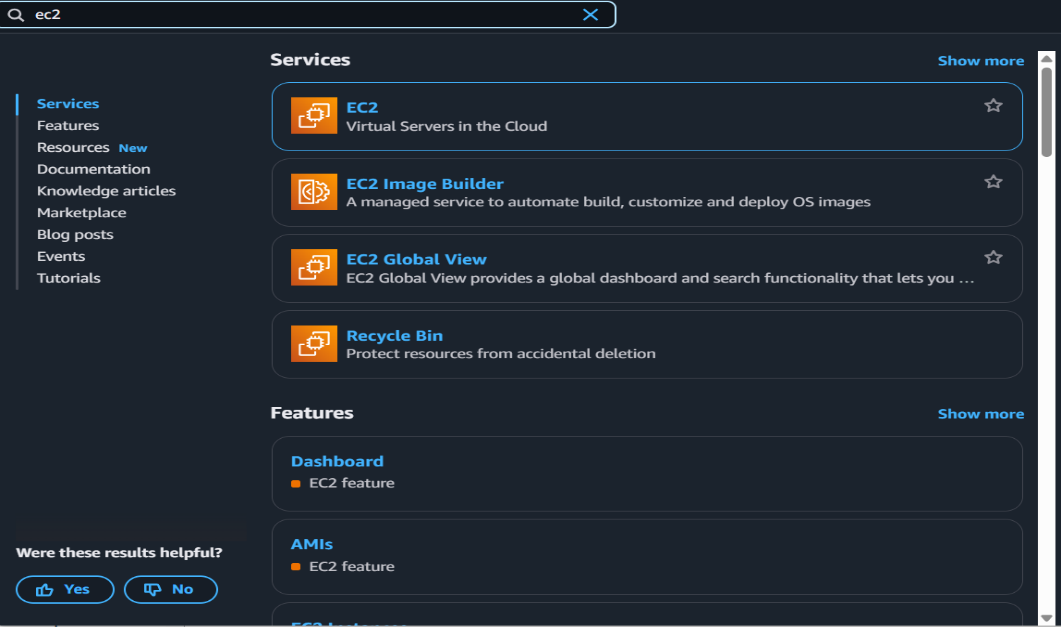 ec2
Services
Features
Resources New
Documentation
Knowledge articles
Marketplace
Blog posts
Events
Tutorials
Were these results helpful?
Yes
No
Services
Show more
EC2
Virtual Servers in the Cloud
EC2 Image Builder
A managed service to automate build, customize and deploy OS images
EC2 Global View
EC2 Global View provides a global dashboard and search functionality that lets you ...
Recycle Bin
Protect resources from accidental deletion
Features
Show more
Dashboard
EC2 feature
AMIs
EC2 feature